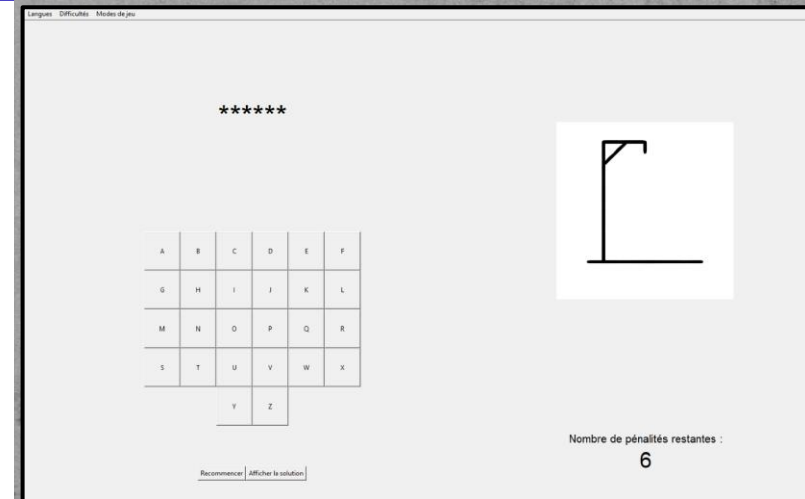 Langues Difficultés Modes de jeu
******
A B C D E F
G H I J K L
M N O P Q R
S T U V W X
Y Z
Recommencer Afficher la solution
Nombre de pénalités restantes :
6